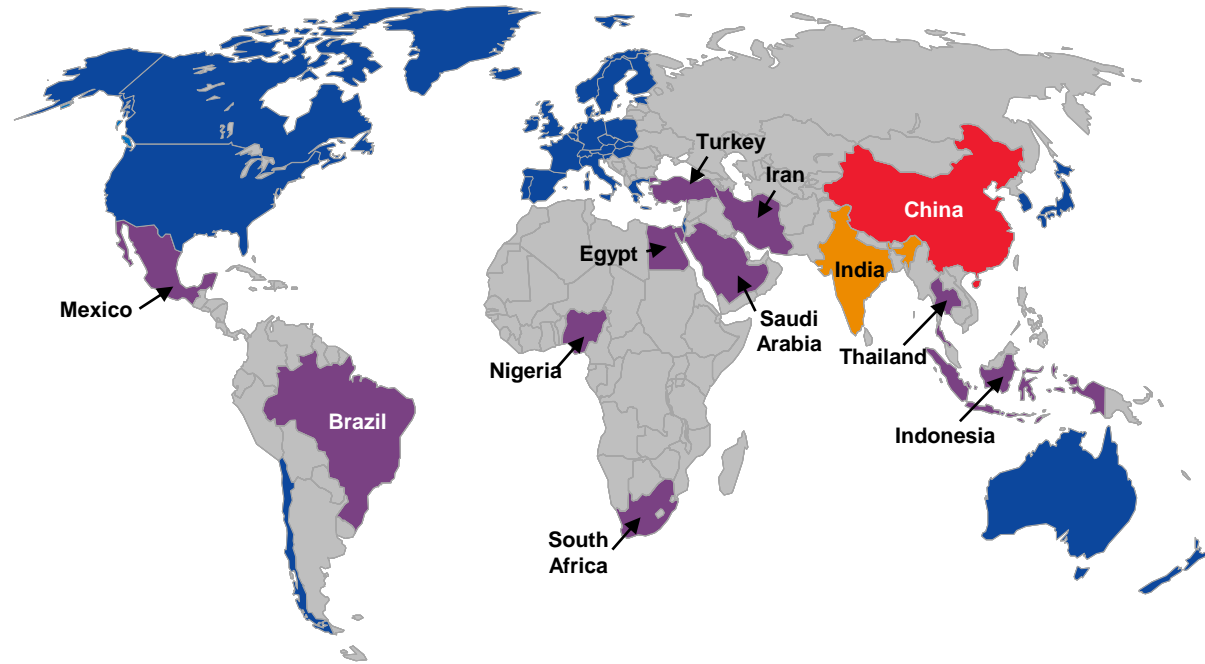 Turkey
Iran
China
Egypt
India
Mexico
Saudi
Arabia
Thailand
Nigeria
Brazil
Indonesia
South
Africa